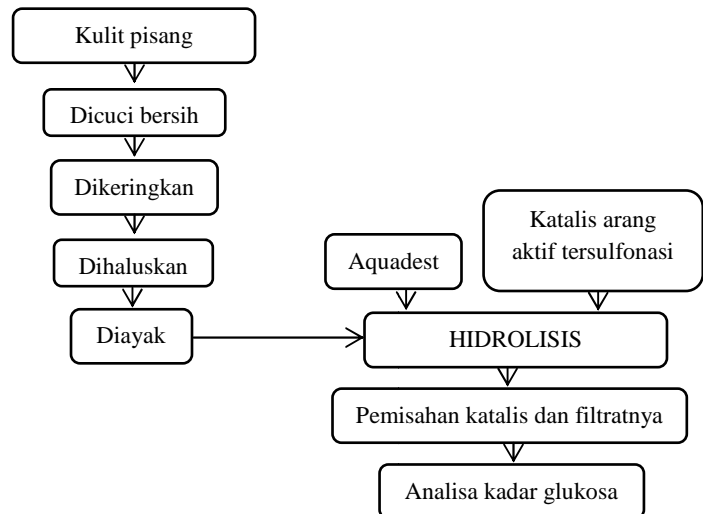 Kulit pisang
Dicuci bersih
Dikeringkan
Dihaluskan
Diayak
Aquadest
Katalis arang
aktif tersulfonasi
HIDROLISIS
Pemisahan katalis dan filtratnya
Analisa kadar glukosa